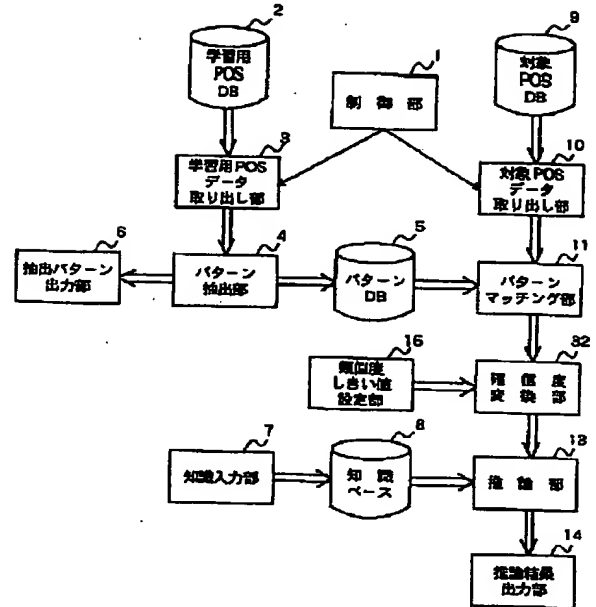 2
学習用
POS
DB
9
対象
POS
DB
1
制御部
3
学習用POS
データ
取り出し部
10
対象POS
データ
取り出し部
6
抽出パターン
出力部
4
パターン
抽出部
5
パターン
DB
11
パターン
マッチング部
16
類似度
しきい値
設定部
32
確信度
変換部
7
知識入力部
8
知識
ベース
13
推論部
14
推論結果
出力部